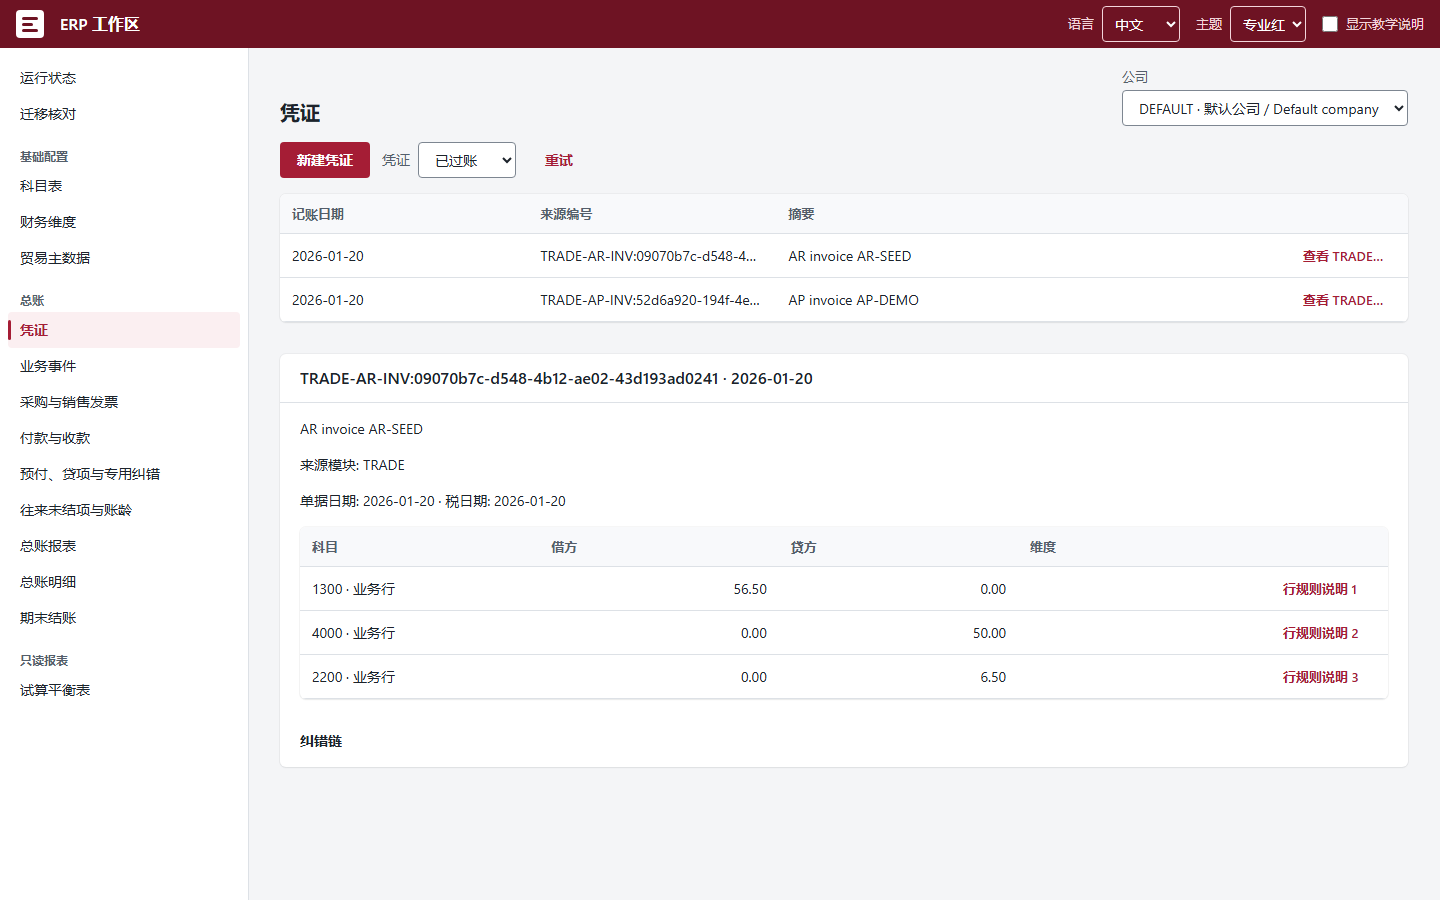 ERP 工作区
语言 中文 主题 专业红 显示教学说明
运行状态
迁移核对
基础配置
科目表
财务维度
贸易主数据
总账
凭证
业务事件
采购与销售发票
付款与收款
预付、贷项与专用纠错
往来未结项与账龄
总账报表
总账明细
期末结账
只读报表
试算平衡表
公司
凭证
DEFAULT · 默认公司 / Default company
新建凭证 凭证 已过账 重试
记账日期 来源编号 摘要
2026-01-20 TRADE-AR-INV:09070b7c-d548-4... AR invoice AR-SEED 查看 TRADE...
2026-01-20 TRADE-AP-INV:52d6a920-194f-4e... AP invoice AP-DEMO 查看 TRADE...
TRADE-AR-INV:09070b7c-d548-4b12-ae02-43d193ad0241 · 2026-01-20
AR invoice AR-SEED
来源模块: TRADE
单据日期: 2026-01-20 · 税日期: 2026-01-20
科目 借方 贷方 维度
1300 · 业务行 56.50 0.00 行规则说明 1
4000 · 业务行 0.00 50.00 行规则说明 2
2200 · 业务行 0.00 6.50 行规则说明 3
纠错链